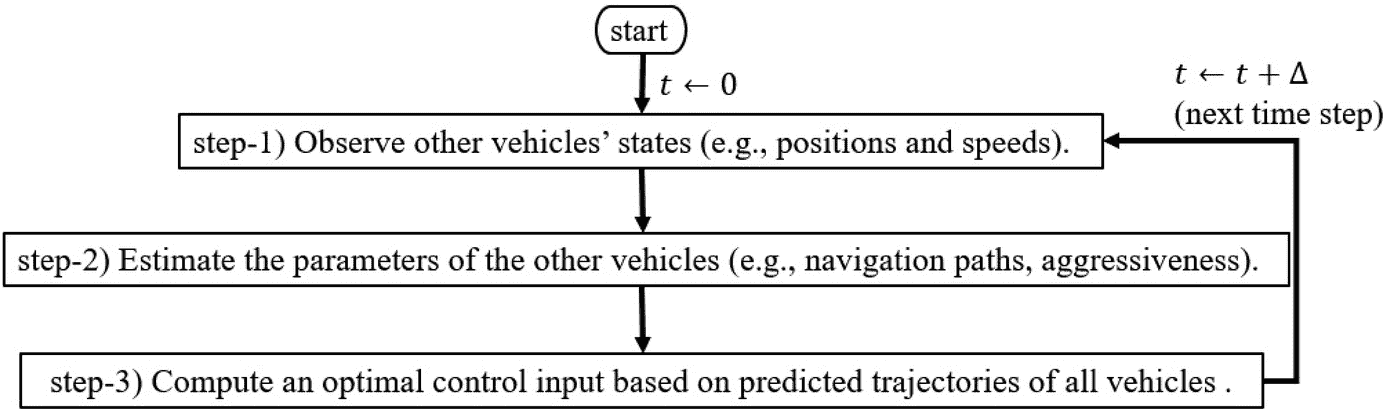 start
t ← 0
t ← t + Δ
(next time step)
step-1) Observe other vehicles’ states (e.g., positions and speeds).
step-2) Estimate the parameters of the other vehicles (e.g., navigation paths, aggressiveness).
step-3) Compute an optimal control input based on predicted trajectories of all vehicles .